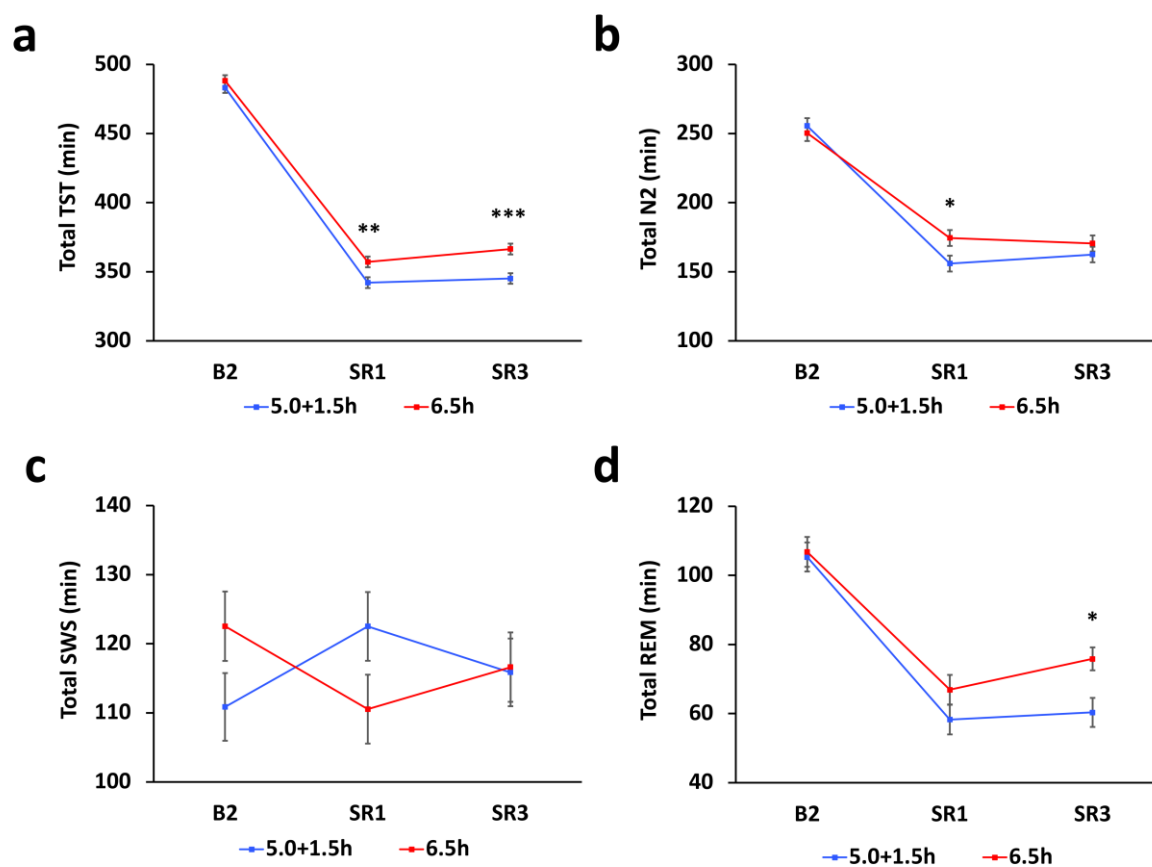 a
Total TST (min)
500
450
400
350
300
**
***
B2 SR1 SR3
5.0+1.5h 6.5h
b
Total N2 (min)
300
250
200
150
100
*
B2 SR1 SR3
5.0+1.5h 6.5h
c
Total SWS (min)
140
130
120
110
100
B2 SR1 SR3
5.0+1.5h 6.5h
d
Total REM (min)
120
100
80
60
40
*
B2 SR1 SR3
5.0+1.5h 6.5h